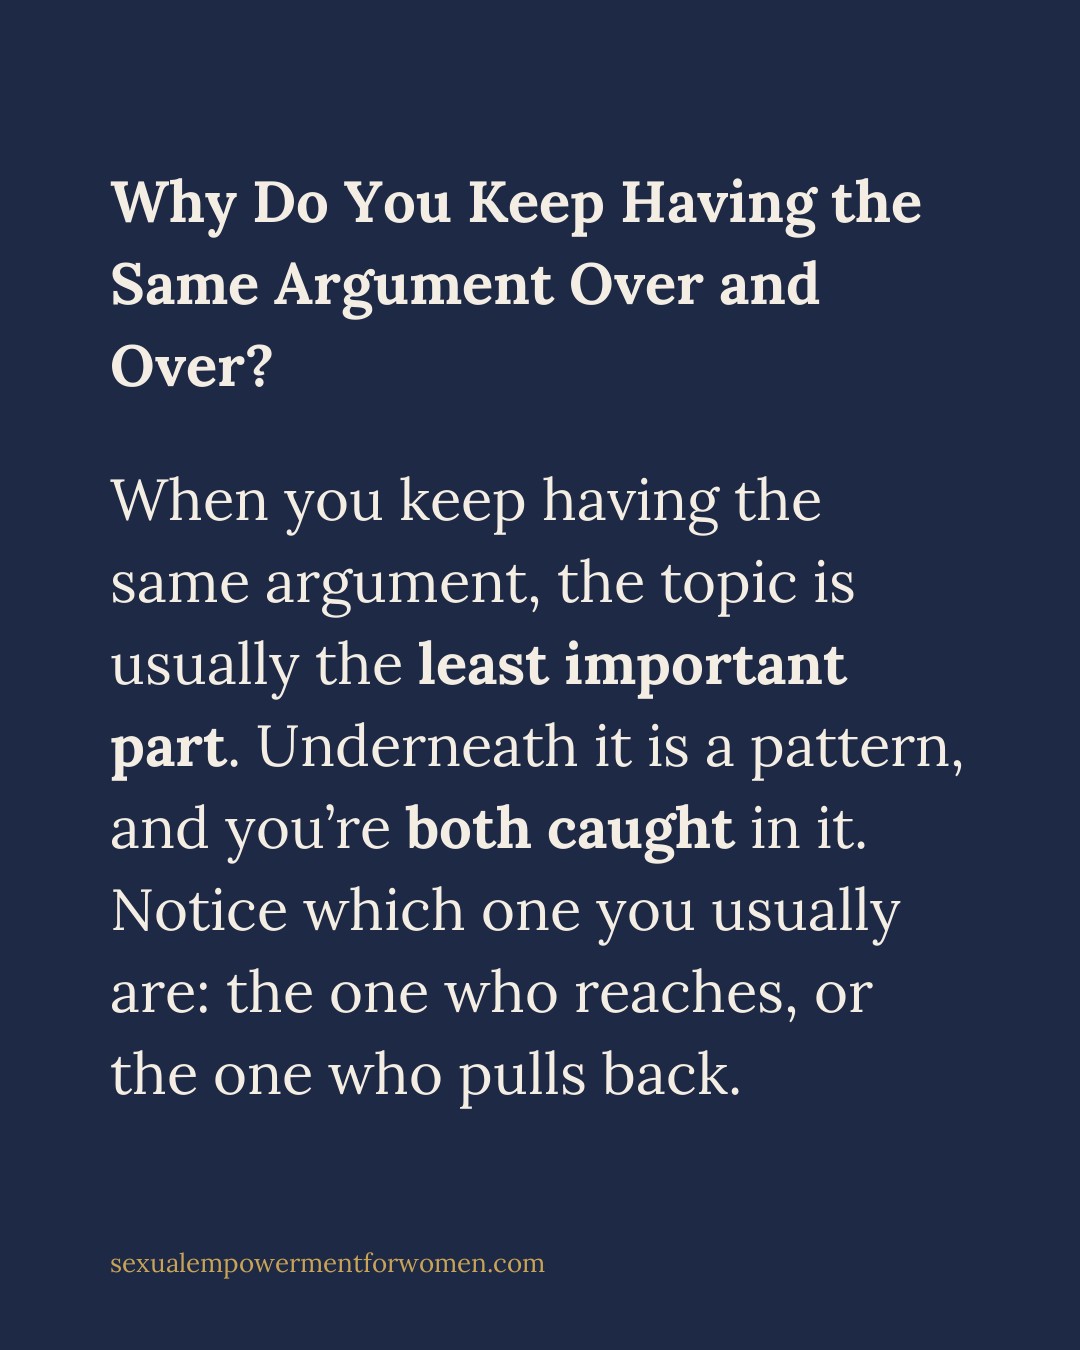 Why Do You Keep Having the
Same Argument Over and
Over?
When you keep having the
same argument, the topic is
usually the least important
part. Underneath it is a pattern,
and you’re both caught in it.
Notice which one you usually
are: the one who reaches, or
the one who pulls back.
sexualempowermentforwomen.com